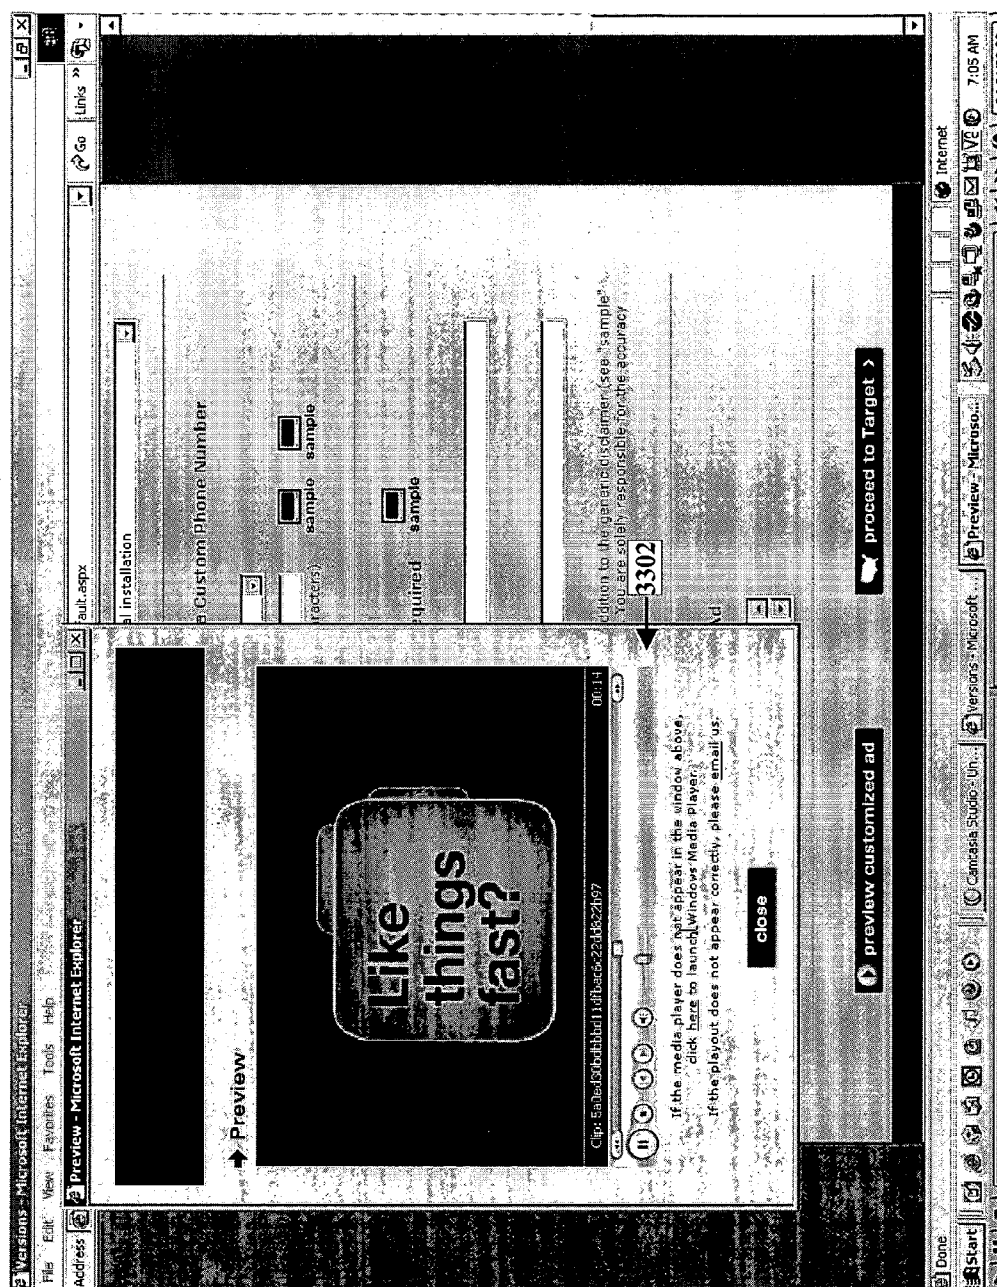 Versions - Microsoft Internet Explorer
File Edit View Favorites Tools Help
Address
ault.aspx
Go Links »
Preview - Microsoft Internet Explorer
Preview
Like
things
fast?
00:14
If the media player does not appear in the window above,
click here to launch Windows Media Player.
If the playout does not appear correctly, please email us.
close
al installation
a Custom Phone Number
racters)
sample
sample
equired
sample
ddition to the generic disclaimer (see "sample"
You are solely responsible for the accuracy
3302
Ad
preview customized ad
proceed to Target >
Done
Internet
Start
Camtasia Studio - Un...
Versions - Microsoft ...
Preview - Microso...
7:05 AM